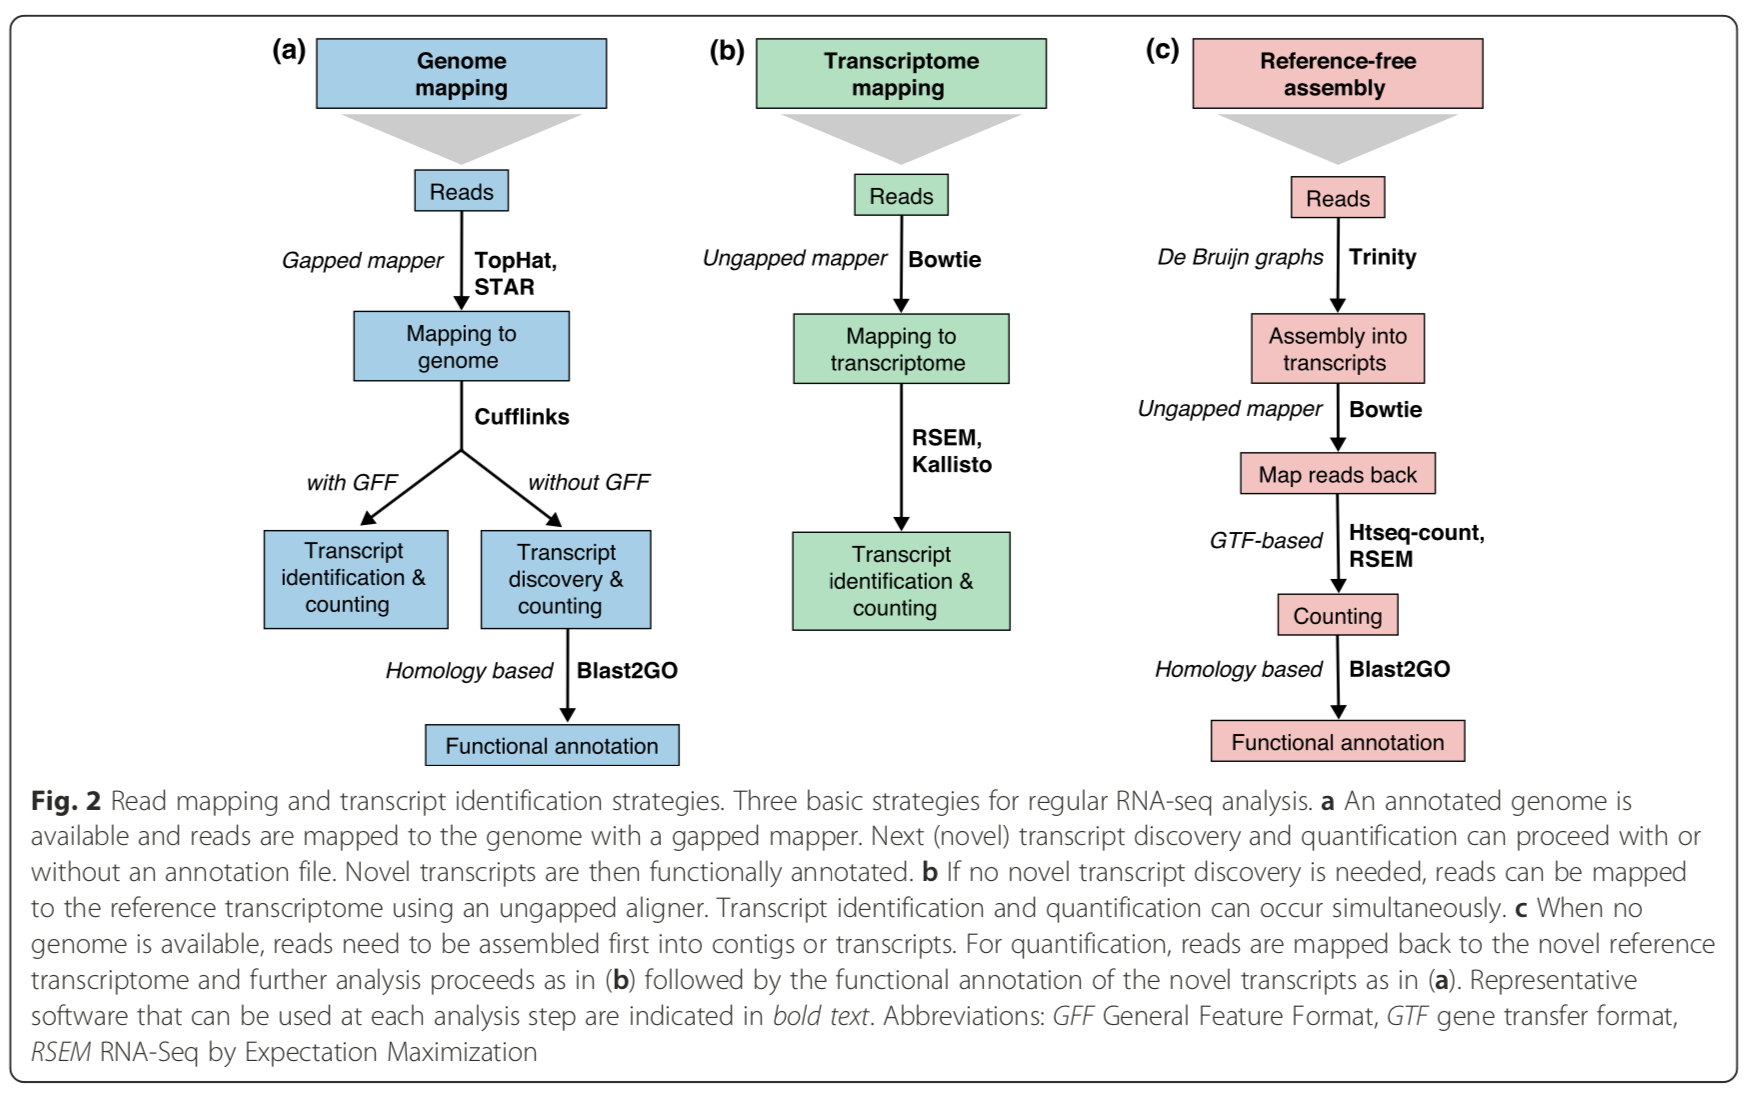 (a)
Genome
mapping
Reads
Gapped mapper
TopHat,
STAR
Mapping to
genome
Cufflinks
with GFF
without GFF
Transcript
identification &
counting
Transcript
discovery &
counting
Homology based
Blast2GO
Functional annotation
(b)
Transcriptome
mapping
Reads
Ungapped mapper
Bowtie
Mapping to
transcriptome
RSEM,
Kallisto
Transcript
identification &
counting
(c)
Reference-free
assembly
Reads
De Bruijn graphs
Trinity
Assembly into
transcripts
Ungapped mapper
Bowtie
Map reads back
GTF-based
Htseq-count,
RSEM
Counting
Homology based
Blast2GO
Functional annotation
Fig. 2 Read mapping and transcript identification strategies. Three basic strategies for regular RNA-seq analysis. a An annotated genome is
available and reads are mapped to the genome with a gapped mapper. Next (novel) transcript discovery and quantification can proceed with or
without an annotation file. Novel transcripts are then functionally annotated. b If no novel transcript discovery is needed, reads can be mapped
to the reference transcriptome using an ungapped aligner. Transcript identification and quantification can occur simultaneously. c When no
genome is available, reads need to be assembled first into contigs or transcripts. For quantification, reads are mapped back to the novel reference
transcriptome and further analysis proceeds as in (b) followed by the functional annotation of the novel transcripts as in (a). Representative
software that can be used at each analysis step are indicated in bold text. Abbreviations: GFF General Feature Format, GTF gene transfer format,
RSEM RNA-Seq by Expectation Maximization